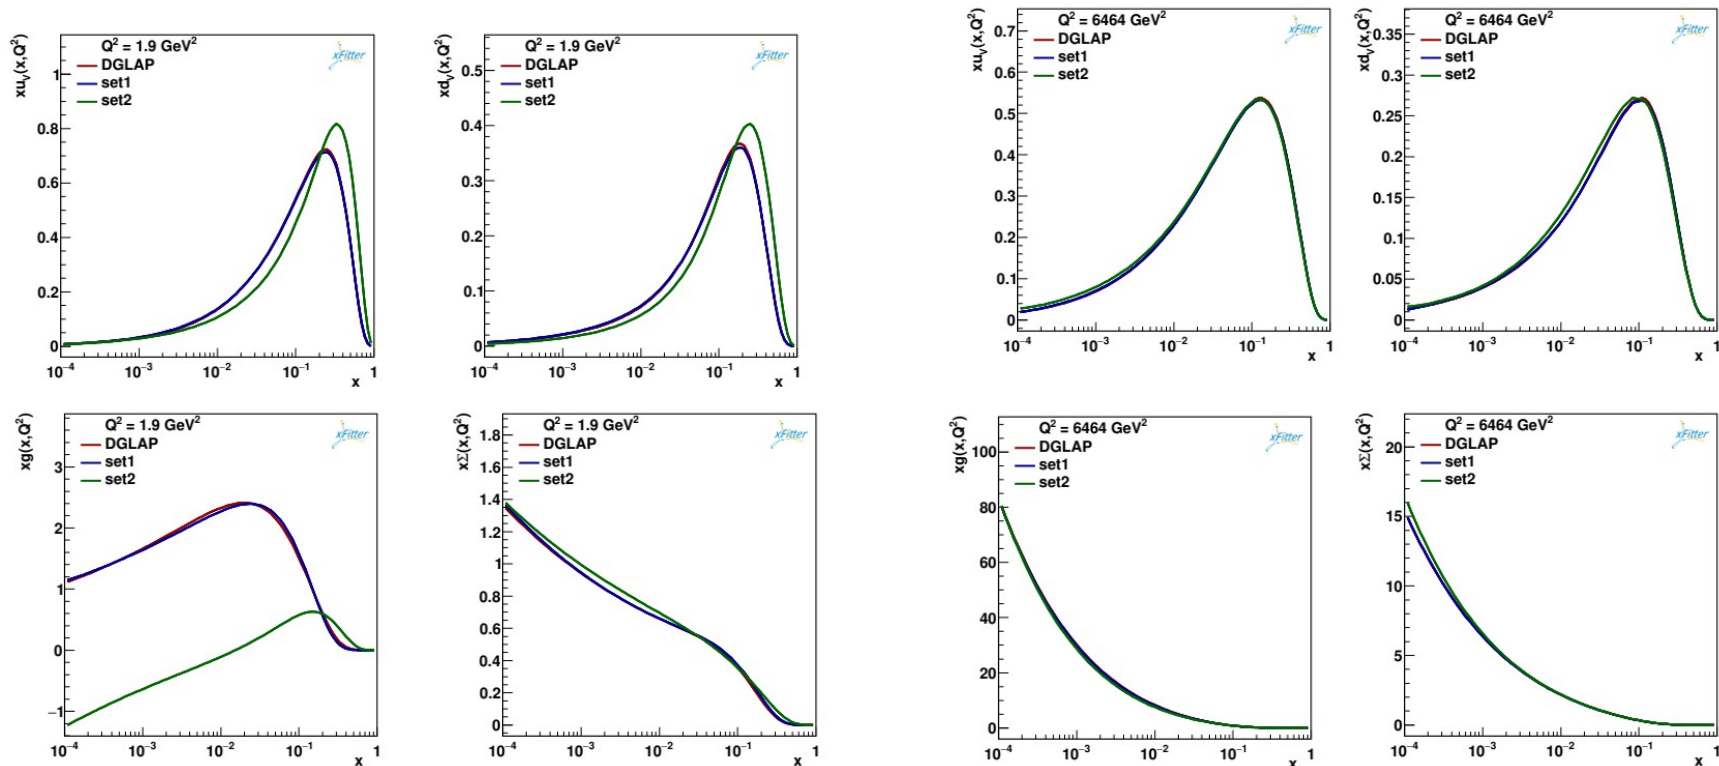 xu_V(x,Q²)
Q² = 1.9 GeV²
DGLAP
set1
set2
xFitter
1
0.8
0.6
0.4
0.2
0
10⁻⁴ 10⁻³ 10⁻² 10⁻¹ 1
x
xd_V(x,Q²)
Q² = 1.9 GeV²
DGLAP
set1
set2
xFitter
0.5
0.4
0.3
0.2
0.1
0
10⁻⁴ 10⁻³ 10⁻² 10⁻¹ 1
x
xu_V(x,Q²)
Q² = 6464 GeV²
DGLAP
set1
set2
xFitter
0.7
0.6
0.5
0.4
0.3
0.2
0.1
0
10⁻⁴ 10⁻³ 10⁻² 10⁻¹ 1
x
xd_V(x,Q²)
Q² = 6464 GeV²
DGLAP
set1
set2
xFitter
0.35
0.3
0.25
0.2
0.15
0.1
0.05
0
10⁻⁴ 10⁻³ 10⁻² 10⁻¹ 1
x
xg(x,Q²)
Q² = 1.9 GeV²
DGLAP
set1
set2
xFitter
3
2
1
0
−1
10⁻⁴ 10⁻³ 10⁻² 10⁻¹ 1
x
xΣ(x,Q²)
Q² = 1.9 GeV²
DGLAP
set1
set2
xFitter
1.8
1.6
1.4
1.2
1
0.8
0.6
0.4
0.2
0
10⁻⁴ 10⁻³ 10⁻² 10⁻¹ 1
x
xg(x,Q²)
Q² = 6464 GeV²
DGLAP
set1
set2
xFitter
100
80
60
40
20
0
10⁻⁴ 10⁻³ 10⁻² 10⁻¹ 1
x
xΣ(x,Q²)
Q² = 6464 GeV²
DGLAP
set1
set2
xFitter
20
15
10
5
0
10⁻⁴ 10⁻³ 10⁻² 10⁻¹ 1
x